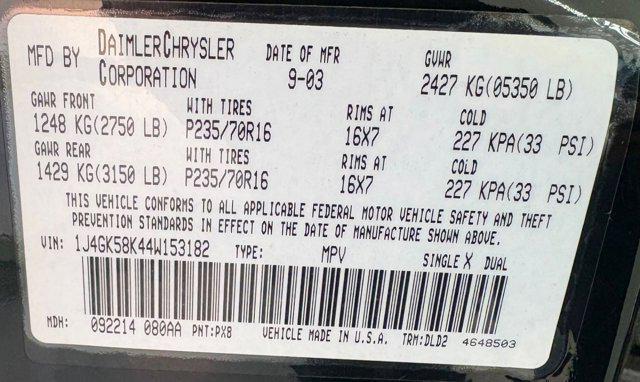 MFD BY DAIMLERCHRYSLER CORPORATION DATE OF MFR 9-03 GVWR 2427 KG(05350 LB)
GAWR FRONT WITH TIRES RIMS AT COLD
1248 KG(2750 LB) P235/70R16 16X7 227 KPA(33 PSI)
GAWR REAR WITH TIRES RIMS AT COLD
1429 KG(3150 LB) P235/70R16 16X7 227 KPA(33 PSI)
THIS VEHICLE CONFORMS TO ALL APPLICABLE FEDERAL MOTOR VEHICLE SAFETY AND THEFT
PREVENTION STANDARDS IN EFFECT ON THE DATE OF MANUFACTURE SHOWN ABOVE.
VIN: 1J4GK58K44W153182 TYPE: MPV SINGLE X DUAL
MDH: 092214 080AA PNT:PX8 VEHICLE MADE IN U.S.A. TRM:DLD2 4648503